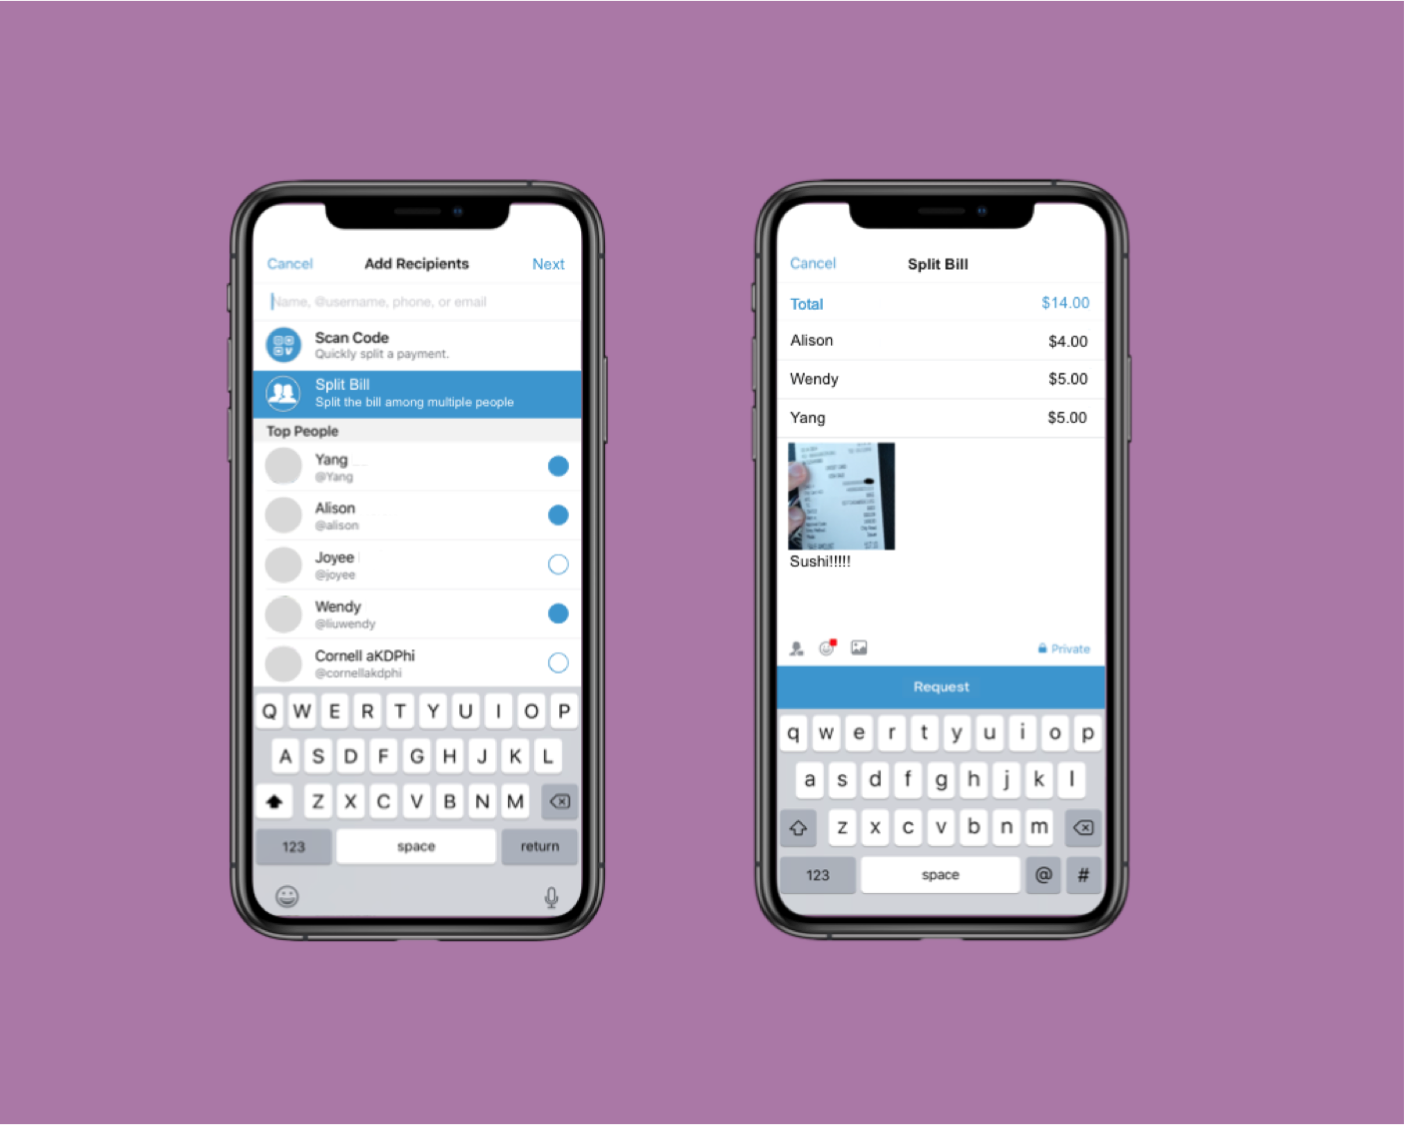 Cancel Add Recipients Next
Name, @username, phone, or email
Scan Code
Quickly split a payment.
Split Bill
Split the bill among multiple people
Top People
Yang
@Yang
Alison
@alison
Joyee
@joyee
Wendy
@liuwendy
Cornell aKDPhi
@cornellakdphi
Q W E R T Y U I O P
A S D F G H J K L
Z X C V B N M
123 space return
Cancel Split Bill
Total $14.00
Alison $4.00
Wendy $5.00
Yang $5.00
Sushi!!!!!
Private
Request
q w e r t y u i o p
a s d f g h j k l
z x c v b n m
123 space @ #